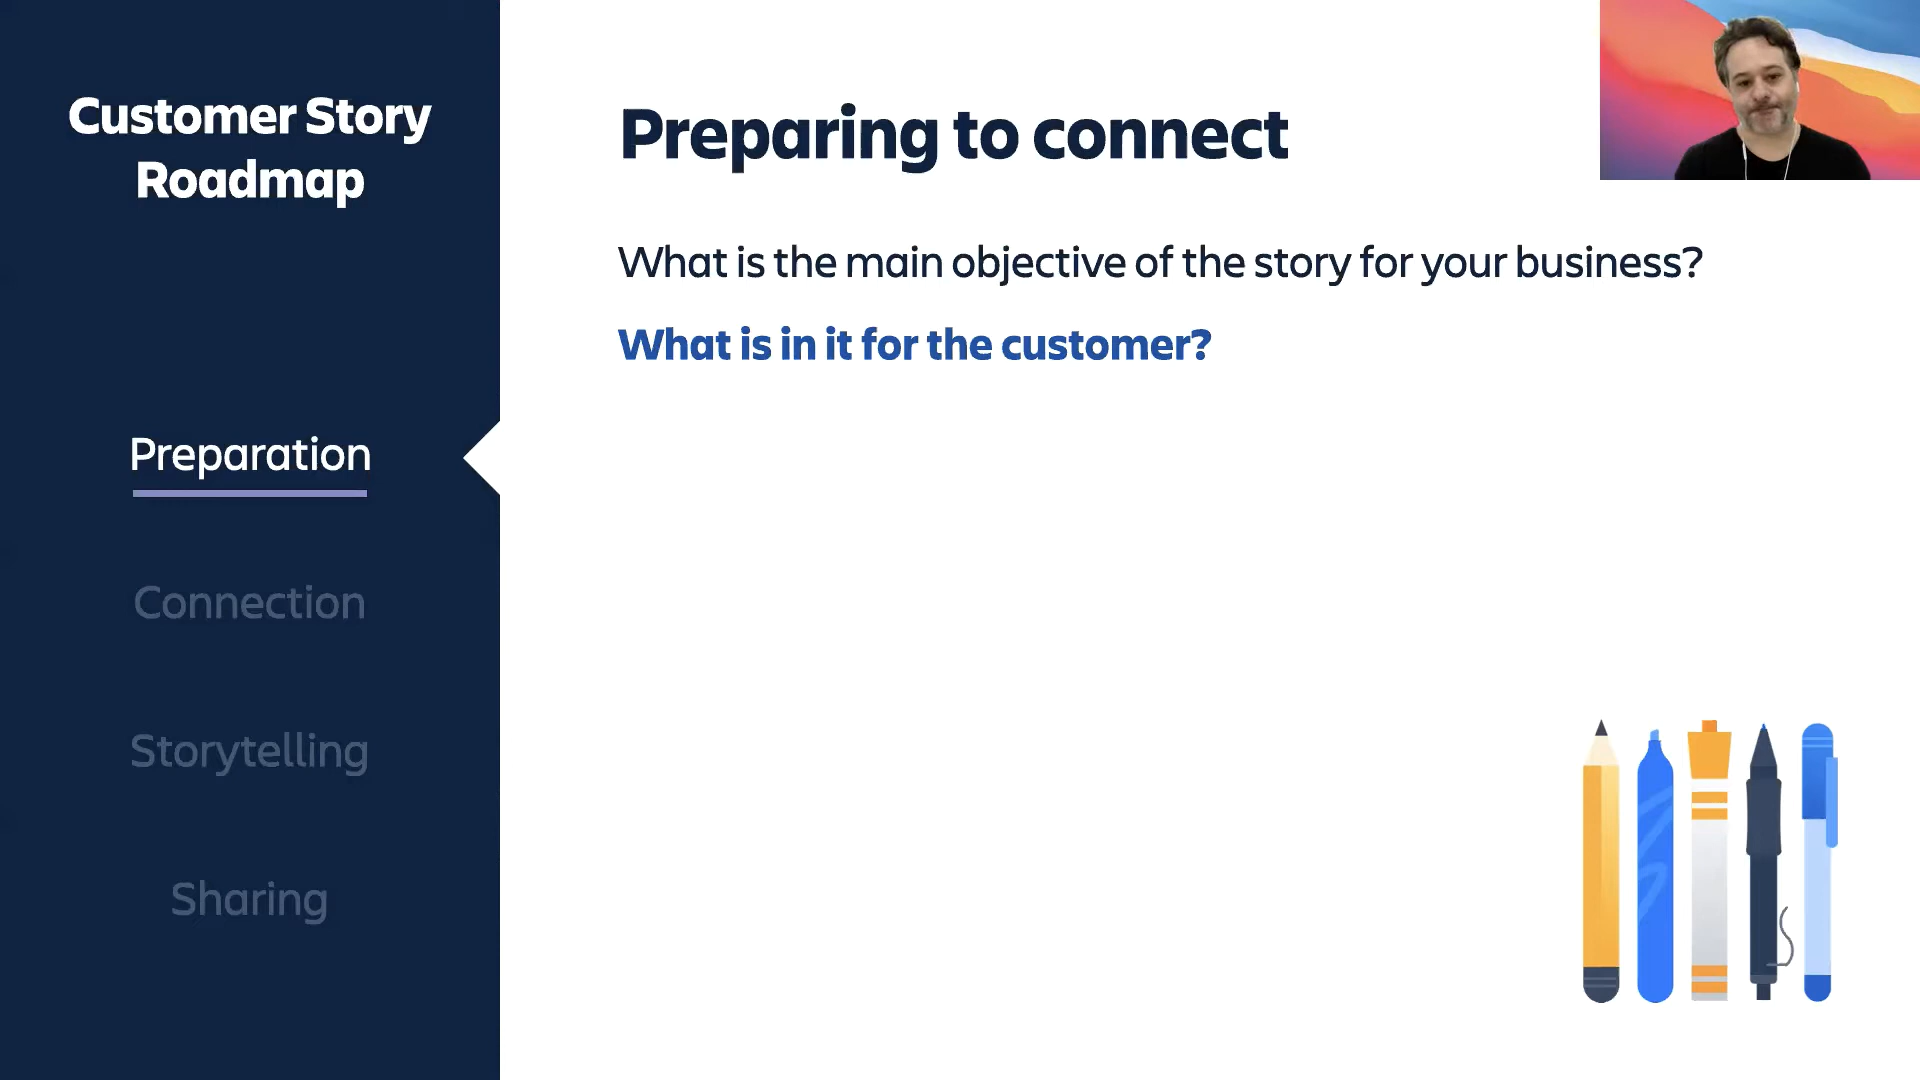 Customer Story
Roadmap
Preparation
Connection
Storytelling
Sharing
Preparing to connect
What is the main objective of the story for your business?
What is in it for the customer?